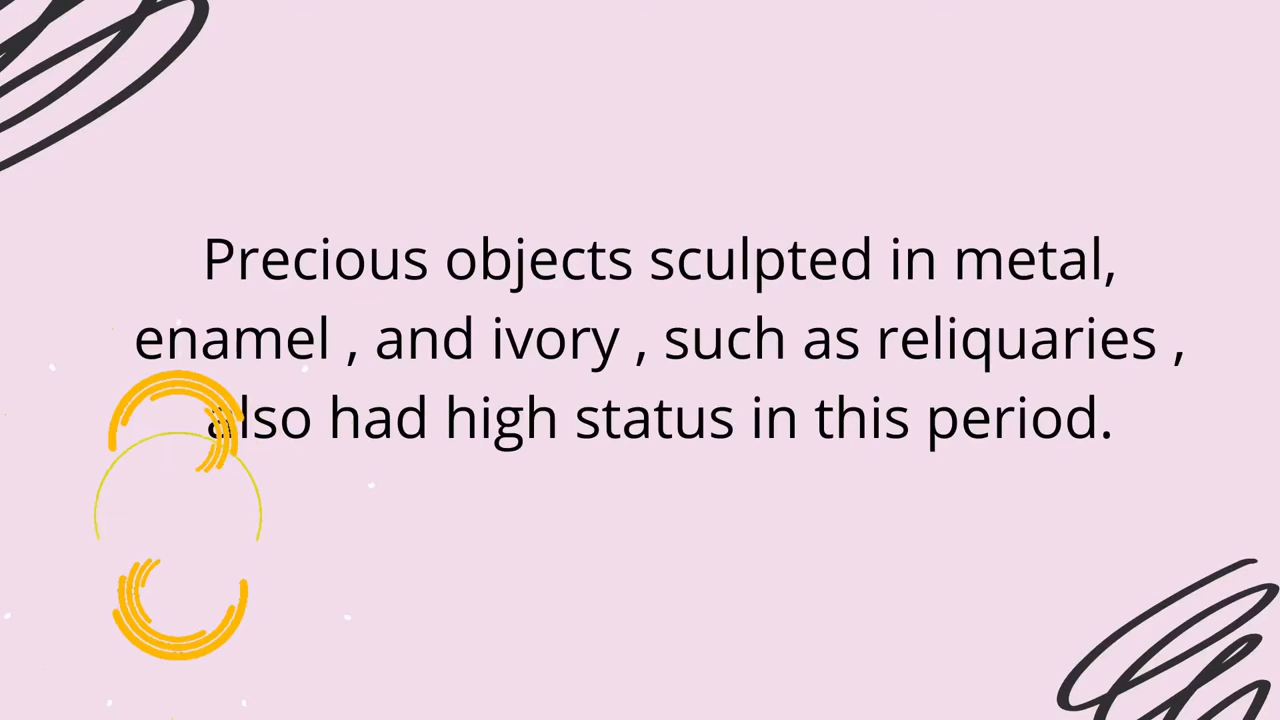 Precious objects sculpted in metal,
enamel , and ivory , such as reliquaries ,
also had high status in this period.